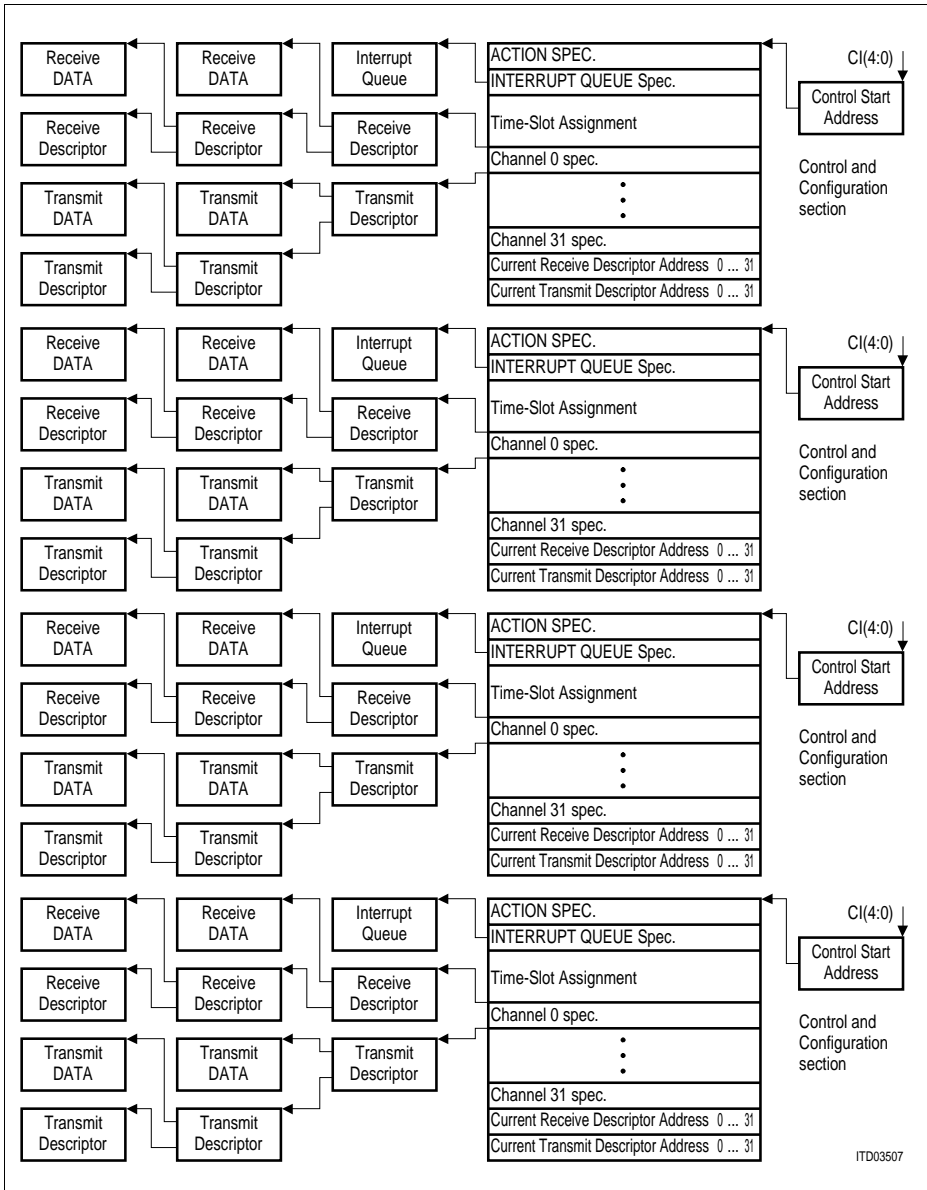 Receive
DATA
Receive
DATA
Interrupt
Queue
ACTION SPEC.
INTERRUPT QUEUE Spec.
CI(4:0)
Control Start
Address
Receive
Descriptor
Receive
Descriptor
Receive
Descriptor
Time-Slot Assignment
Channel 0 spec.
Control and
Configuration
section
Transmit
DATA
Transmit
DATA
Transmit
Descriptor
Channel 31 spec.
Transmit
Descriptor
Transmit
Descriptor
Current Receive Descriptor Address 0 ... 31
Current Transmit Descriptor Address 0 ... 31
Receive
DATA
Receive
DATA
Interrupt
Queue
ACTION SPEC.
INTERRUPT QUEUE Spec.
CI(4:0)
Control Start
Address
Receive
Descriptor
Receive
Descriptor
Receive
Descriptor
Time-Slot Assignment
Channel 0 spec.
Control and
Configuration
section
Transmit
DATA
Transmit
DATA
Transmit
Descriptor
Channel 31 spec.
Transmit
Descriptor
Transmit
Descriptor
Current Receive Descriptor Address 0 ... 31
Current Transmit Descriptor Address 0 ... 31
Receive
DATA
Receive
DATA
Interrupt
Queue
ACTION SPEC.
INTERRUPT QUEUE Spec.
CI(4:0)
Control Start
Address
Receive
Descriptor
Receive
Descriptor
Receive
Descriptor
Time-Slot Assignment
Channel 0 spec.
Control and
Configuration
section
Transmit
DATA
Transmit
DATA
Transmit
Descriptor
Channel 31 spec.
Transmit
Descriptor
Transmit
Descriptor
Current Receive Descriptor Address 0 ... 31
Current Transmit Descriptor Address 0 ... 31
Receive
DATA
Receive
DATA
Interrupt
Queue
ACTION SPEC.
INTERRUPT QUEUE Spec.
CI(4:0)
Control Start
Address
Receive
Descriptor
Receive
Descriptor
Receive
Descriptor
Time-Slot Assignment
Channel 0 spec.
Control and
Configuration
section
Transmit
DATA
Transmit
DATA
Transmit
Descriptor
Channel 31 spec.
Transmit
Descriptor
Transmit
Descriptor
Current Receive Descriptor Address 0 ... 31
Current Transmit Descriptor Address 0 ... 31
ITD03507